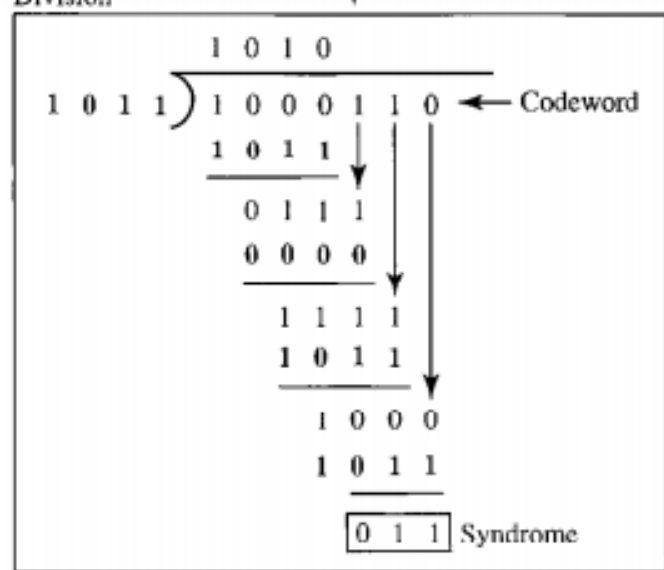 Division
1 0 1 0
1 0 1 1 ) 1 0 0 0 1 1 0 ← Codeword
1 0 1 1
0 1 1 1
0 0 0 0
1 1 1 1
1 0 1 1
1 0 0 0
1 0 1 1
0 1 1 Syndrome